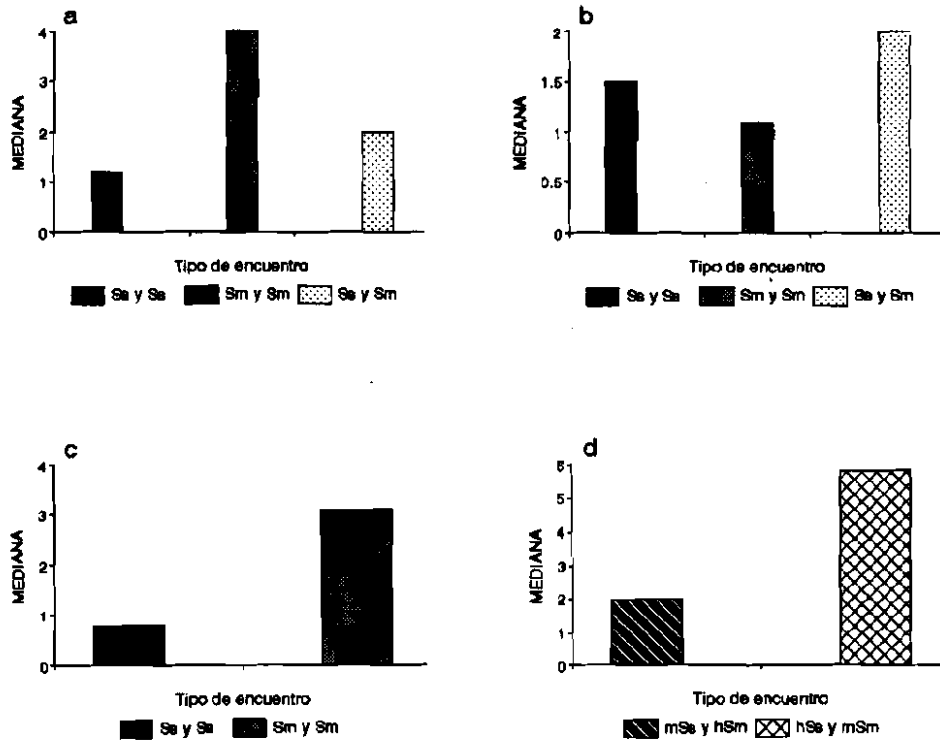 a
4
3
2
1
0
MEDIANA
Tipo de encuentro
Ss y Ss Sm y Sm Ss y Sm
b
2
1.5
1
0.5
0
MEDIANA
Tipo de encuentro
Ss y Ss Sm y Sm Ss y Sm
c
4
3
2
1
0
MEDIANA
Tipo de encuentro
Ss y Ss Sm y Sm
d
6
5
4
3
2
1
0
MEDIANA
Tipo de encuentro
mSs y hSm hSs y mSm